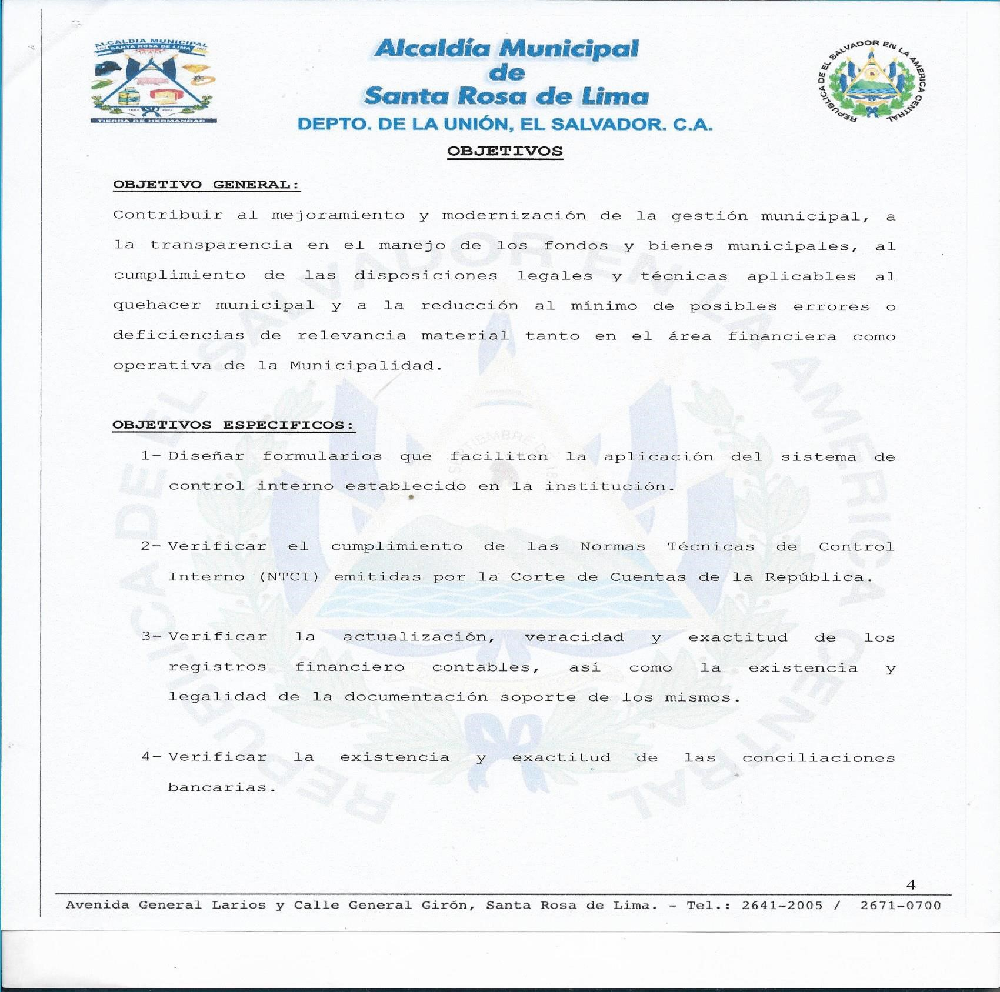 ALCALDIA MUNICIPAL
SANTA ROSA DE LIMA
TIERRA DE HERMANDAD
Alcaldía Municipal
de
Santa Rosa de Lima
DEPTO. DE LA UNIÓN, EL SALVADOR. C.A.
REPUBLICA DE EL SALVADOR EN LA AMERICA CENTRAL
OBJETIVOS
OBJETIVO GENERAL:
Contribuir al mejoramiento y modernización de la gestión municipal, a
la transparencia en el manejo de los fondos y bienes municipales, al
cumplimiento de las disposiciones legales y técnicas aplicables al
quehacer municipal y a la reducción al mínimo de posibles errores o
deficiencias de relevancia material tanto en el área financiera como
operativa de la Municipalidad.
OBJETIVOS ESPECIFICOS:
1- Diseñar formularios que faciliten la aplicación del sistema de
control interno establecido en la institución.
2- Verificar el cumplimiento de las Normas Técnicas de Control
Interno (NTCI) emitidas por la Corte de Cuentas de la República.
3- Verificar la actualización, veracidad y exactitud de los
registros financiero contables, así como la existencia y
legalidad de la documentación soporte de los mismos.
4- Verificar la existencia y exactitud de las conciliaciones
bancarias.
REPUBLICA DE EL SALVADOR EN LA AMERICA CENTRAL
4
Avenida General Larios y Calle General Girón, Santa Rosa de Lima. - Tel.: 2641-2005 / 2671-0700